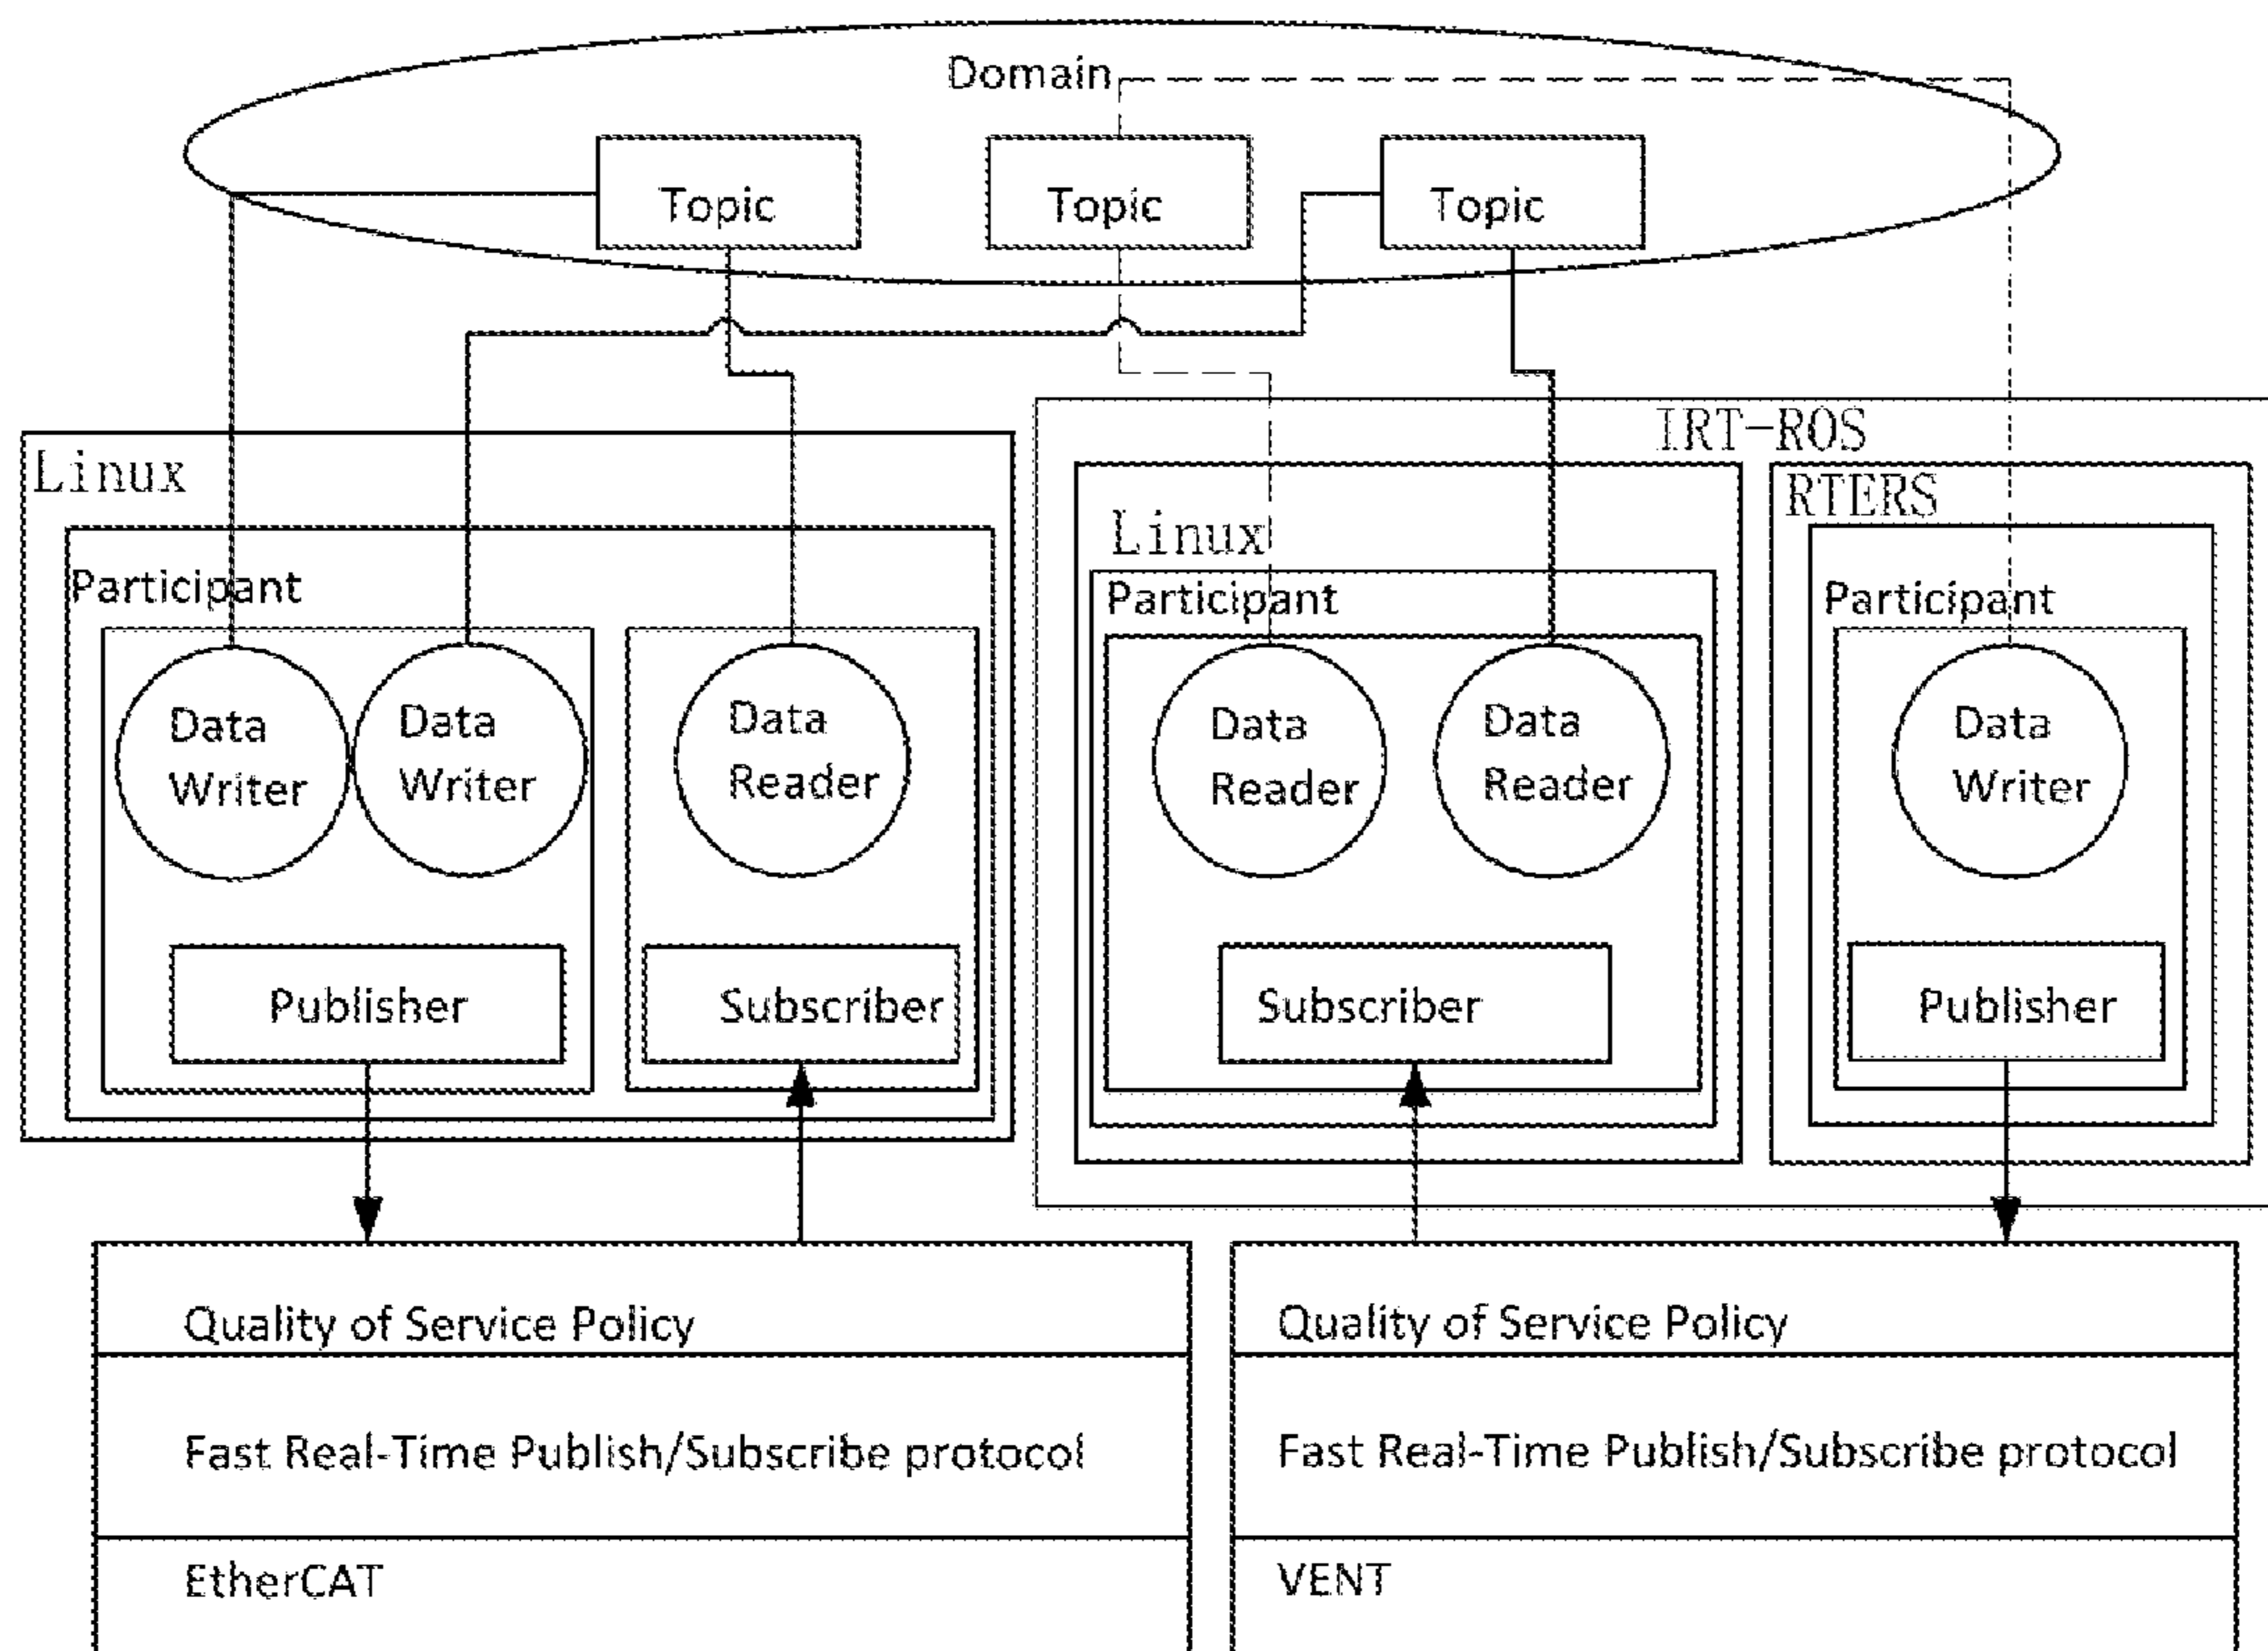 Domain
Topic
Topic
Topic
IRT-ROS
Linux
RTERS
Linux
Participant
Participant
Participant
Data
Writer
Data
Writer
Data
Reader
Data
Reader
Data
Reader
Data
Writer
Publisher
Subscriber
Subscriber
Publisher
Quality of Service Policy
Quality of Service Policy
Fast Real-Time Publish/Subscribe protocol
Fast Real-Time Publish/Subscribe protocol
EtherCAT
VENT